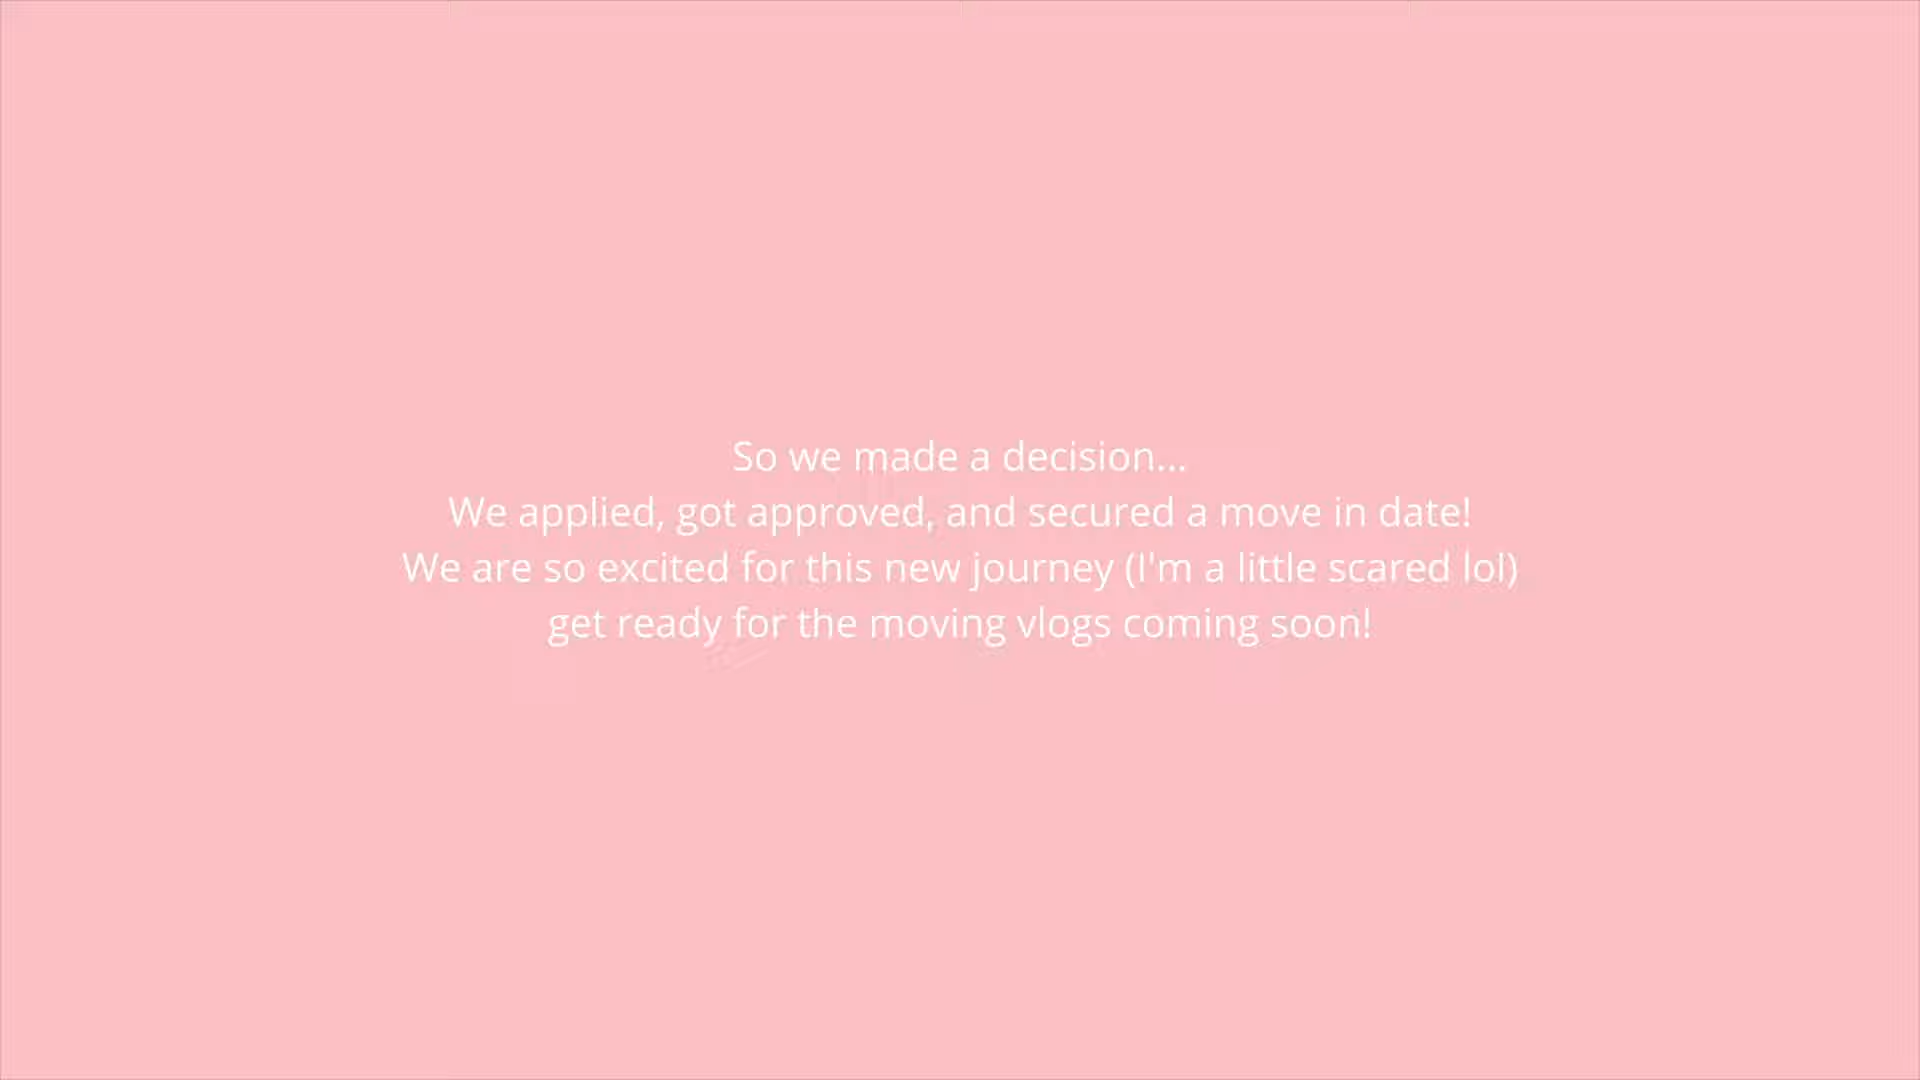 So we made a decision...
We applied, got approved, and secured a move in date!
We are so excited for this new journey (I'm a little scared lol)
get ready for the moving vlogs coming soon!